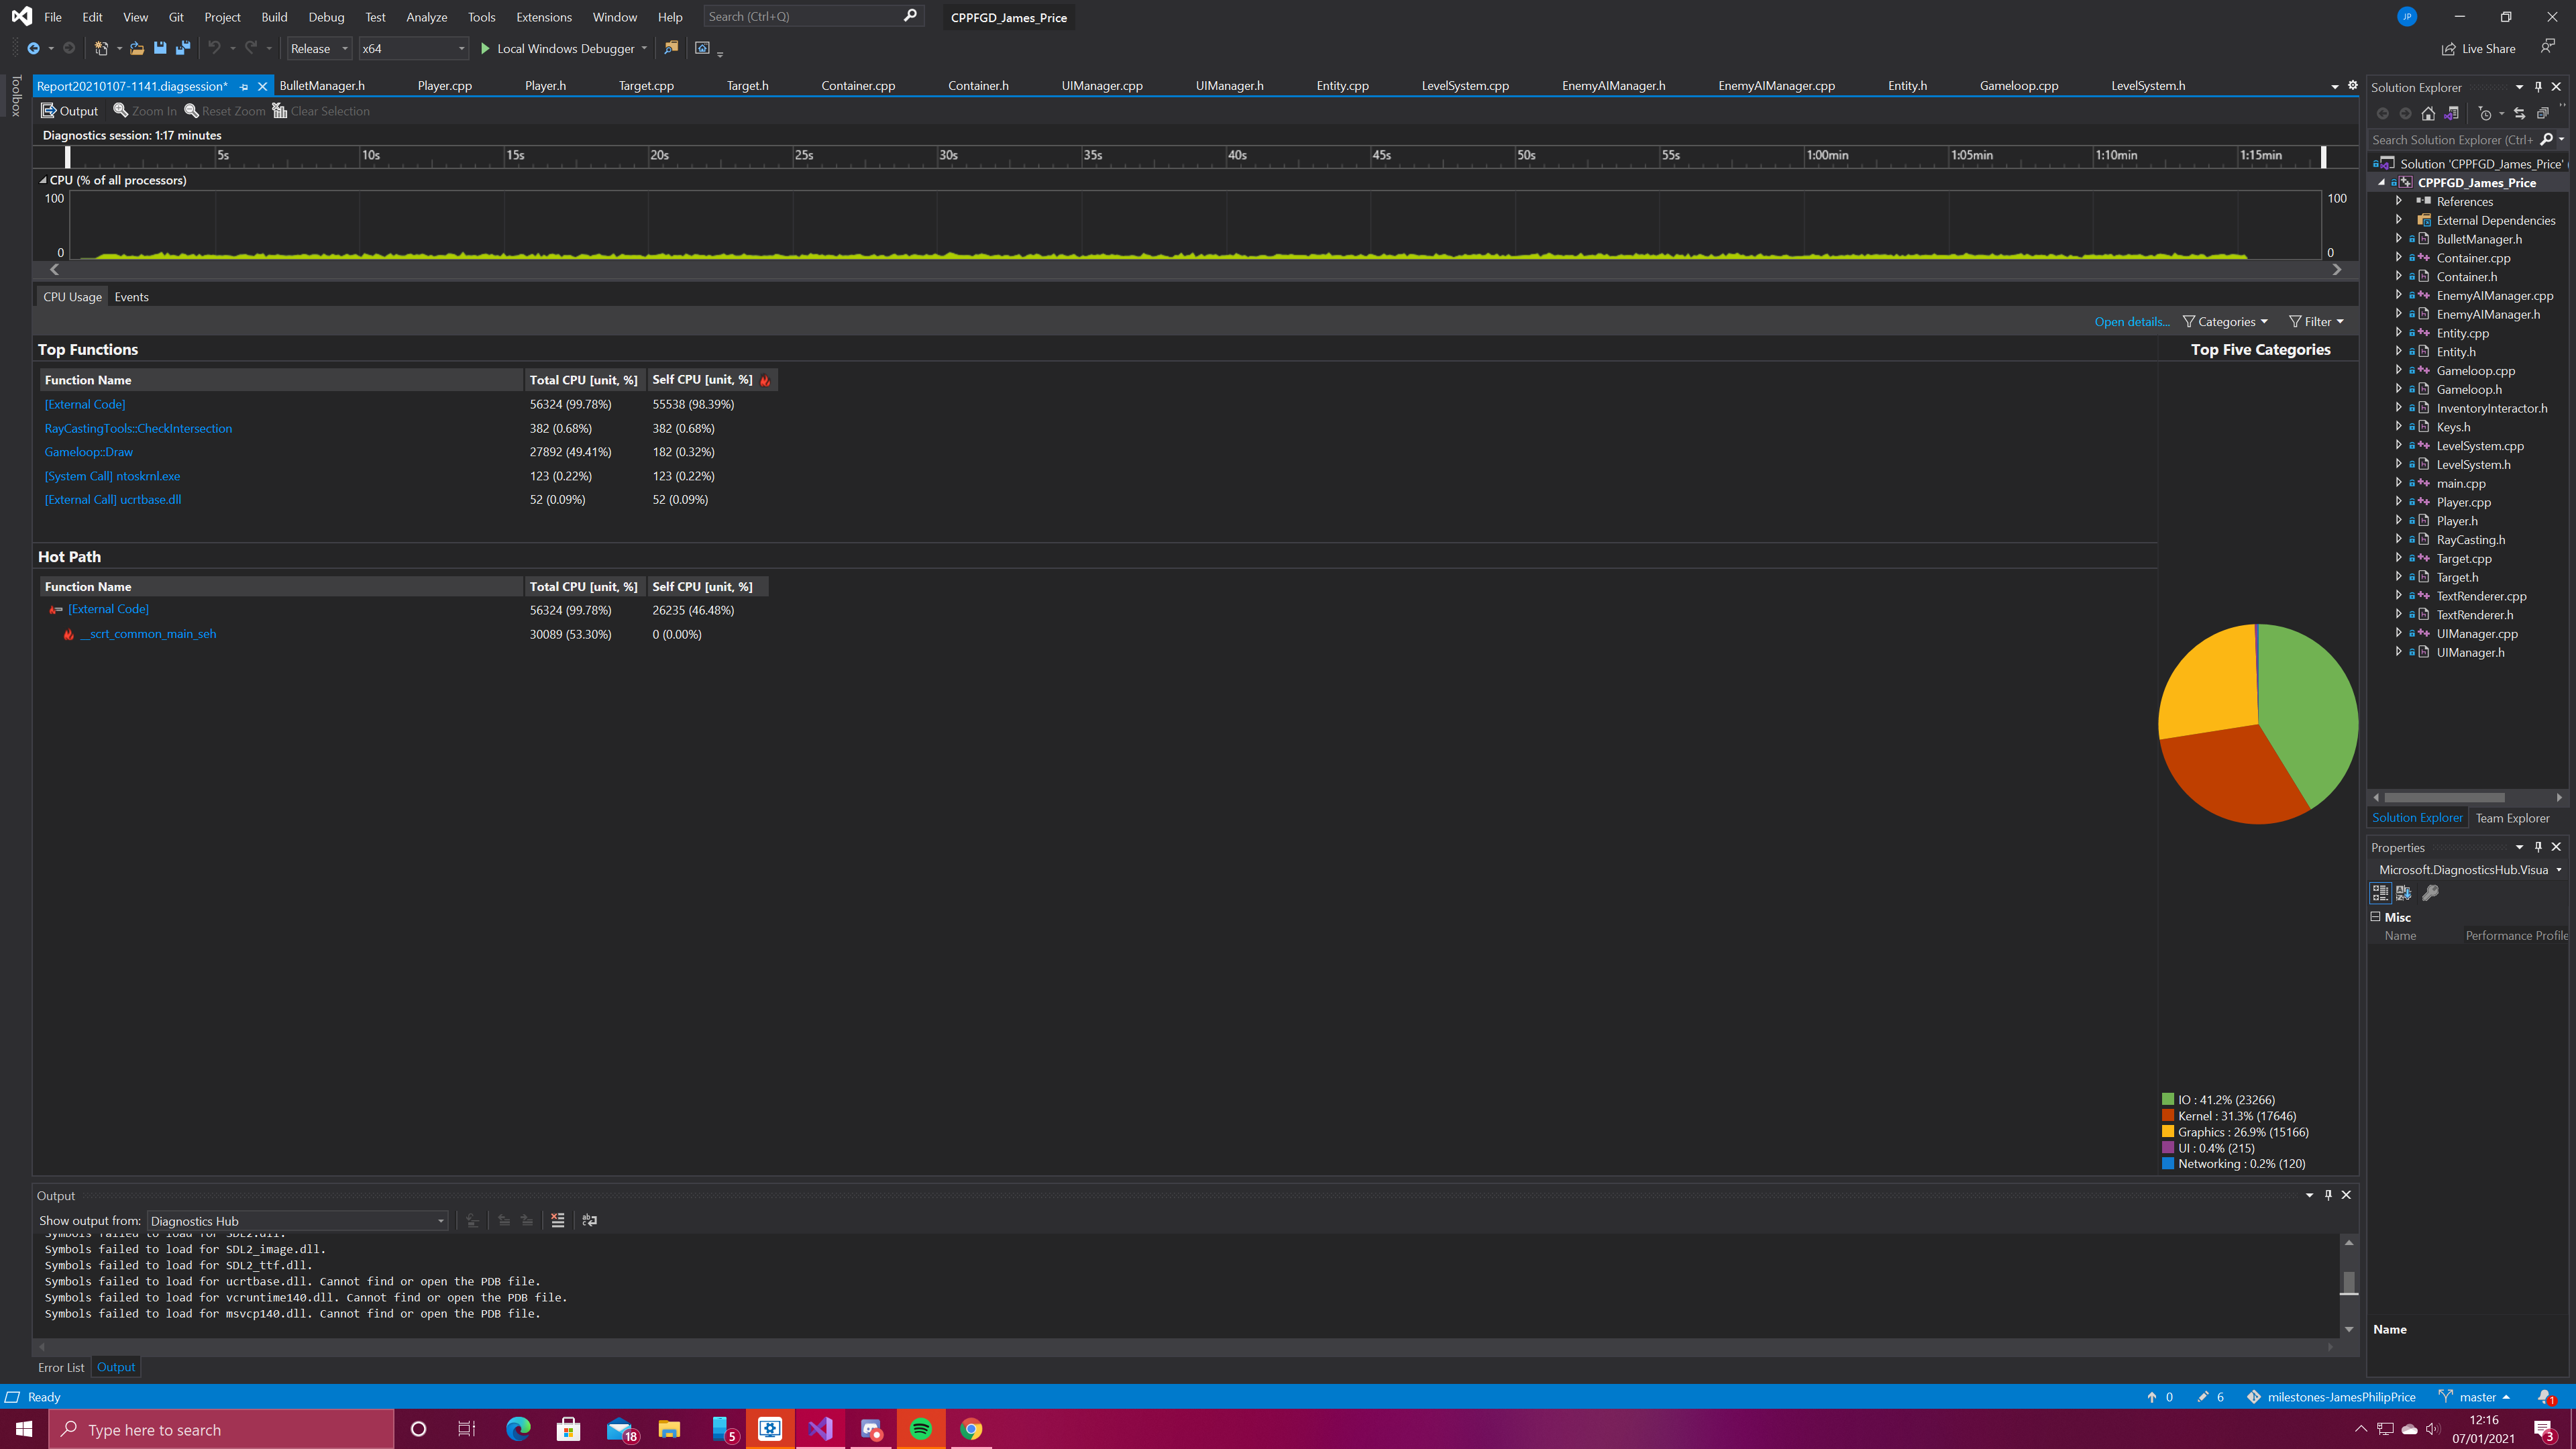 File Edit View Git Project Build Debug Test Analyze Tools Extensions Window Help Search (Ctrl+Q) CPPFGD_James_Price JP
Release x64 Local Windows Debugger Live Share
Toolbox
Report20210107-1141.diagsession* BulletManager.h Player.cpp Player.h Target.cpp Target.h Container.cpp Container.h UIManager.cpp UIManager.h Entity.cpp LevelSystem.cpp EnemyAIManager.h EnemyAIManager.cpp Entity.h Gameloop.cpp LevelSystem.h
Output Zoom In Reset Zoom Clear Selection
Diagnostics session: 1:17 minutes
5s 10s 15s 20s 25s 30s 35s 40s 45s 50s 55s 1:00min 1:05min 1:10min 1:15min
CPU (% of all processors)
100 100
0 0
CPU Usage Events
Open details... Categories Filter
Top Functions
Function Name Total CPU [unit, %] Self CPU [unit, %]
[External Code] 56324 (99.78%) 55538 (98.39%)
RayCastingTools::CheckIntersection 382 (0.68%) 382 (0.68%)
Gameloop::Draw 27892 (49.41%) 182 (0.32%)
[System Call] ntoskrnl.exe 123 (0.22%) 123 (0.22%)
[External Call] ucrtbase.dll 52 (0.09%) 52 (0.09%)
Hot Path
Function Name Total CPU [unit, %] Self CPU [unit, %]
[External Code] 56324 (99.78%) 26235 (46.48%)
__scrt_common_main_seh 30089 (53.30%) 0 (0.00%)
Top Five Categories
IO : 41.2% (23266)
Kernel : 31.3% (17646)
Graphics : 26.9% (15166)
UI : 0.4% (215)
Networking : 0.2% (120)
Output
Show output from: Diagnostics Hub
Symbols failed to load for SDL2.dll.
Symbols failed to load for SDL2_image.dll.
Symbols failed to load for SDL2_ttf.dll.
Symbols failed to load for ucrtbase.dll. Cannot find or open the PDB file.
Symbols failed to load for vcruntime140.dll. Cannot find or open the PDB file.
Symbols failed to load for msvcp140.dll. Cannot find or open the PDB file.
Error List Output
Solution Explorer
Search Solution Explorer (Ctrl+
Solution 'CPPFGD_James_Price' (
CPPFGD_James_Price
References
External Dependencies
BulletManager.h
Container.cpp
Container.h
EnemyAIManager.cpp
EnemyAIManager.h
Entity.cpp
Entity.h
Gameloop.cpp
Gameloop.h
InventoryInteractor.h
Keys.h
LevelSystem.cpp
LevelSystem.h
main.cpp
Player.cpp
Player.h
RayCasting.h
Target.cpp
Target.h
TextRenderer.cpp
TextRenderer.h
UIManager.cpp
UIManager.h
Solution Explorer Team Explorer
Properties
Microsoft.DiagnosticsHub.Visua
Misc
Name Performance Profile
Name
Ready 0 6 milestones-JamesPhilipPrice master 1
Type here to search 18 5 12:16
07/01/2021 3